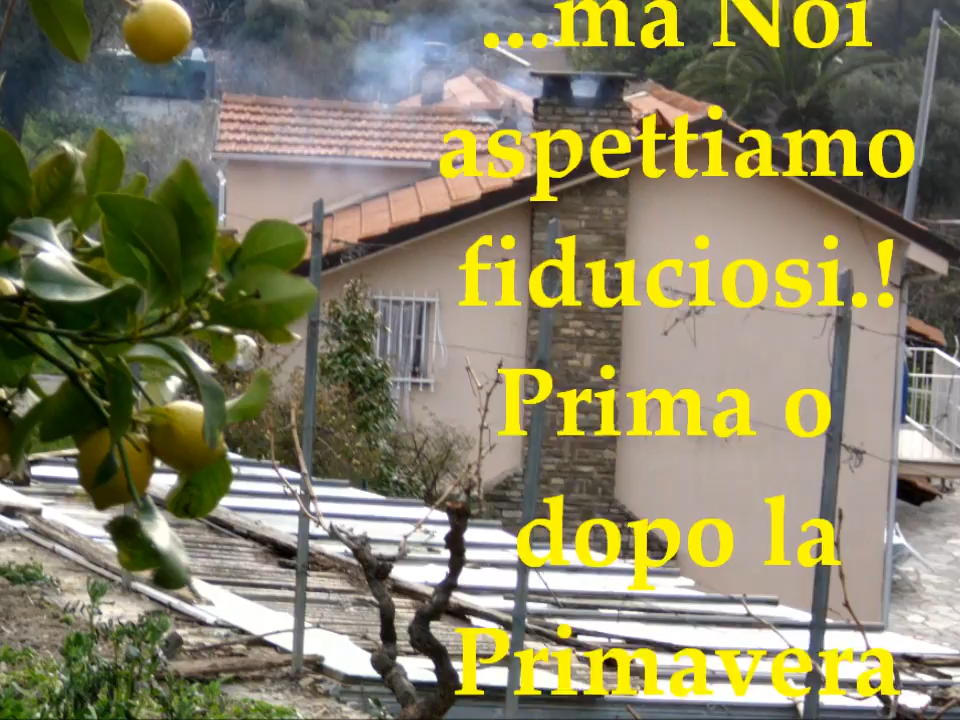 ...ma Noi
aspettiamo
fiduciosi.!
Prima o
dopo la
Primavera